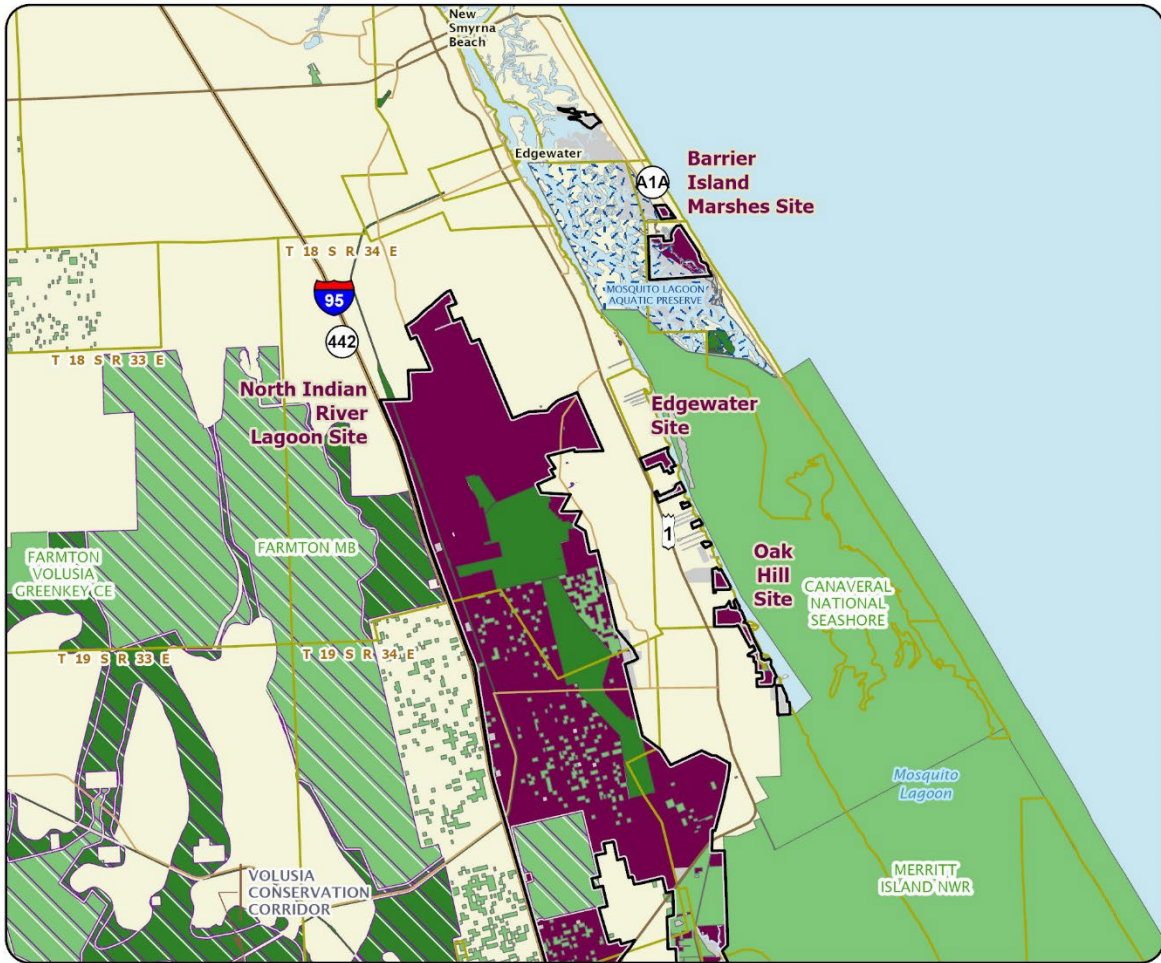 New
Smyrna
Beach
Edgewater
A1A
Barrier
Island
Marshes Site
T 18 S R 34 E
95
MOSQUITO LAGOON
AQUATIC PRESERVE
442
T 18 S R 33 E
North Indian
River
Lagoon Site
Edgewater
Site
1
FARMTON
VOLUSIA
GREENKEY CE
FARMTON MB
Oak
Hill
Site
CANAVERAL
NATIONAL
SEASHORE
T 19 S R 33 E
T 19 S R 34 E
Mosquito
Lagoon
VOLUSIA
CONSERVATION
CORRIDOR
MERRITT
ISLAND NWR